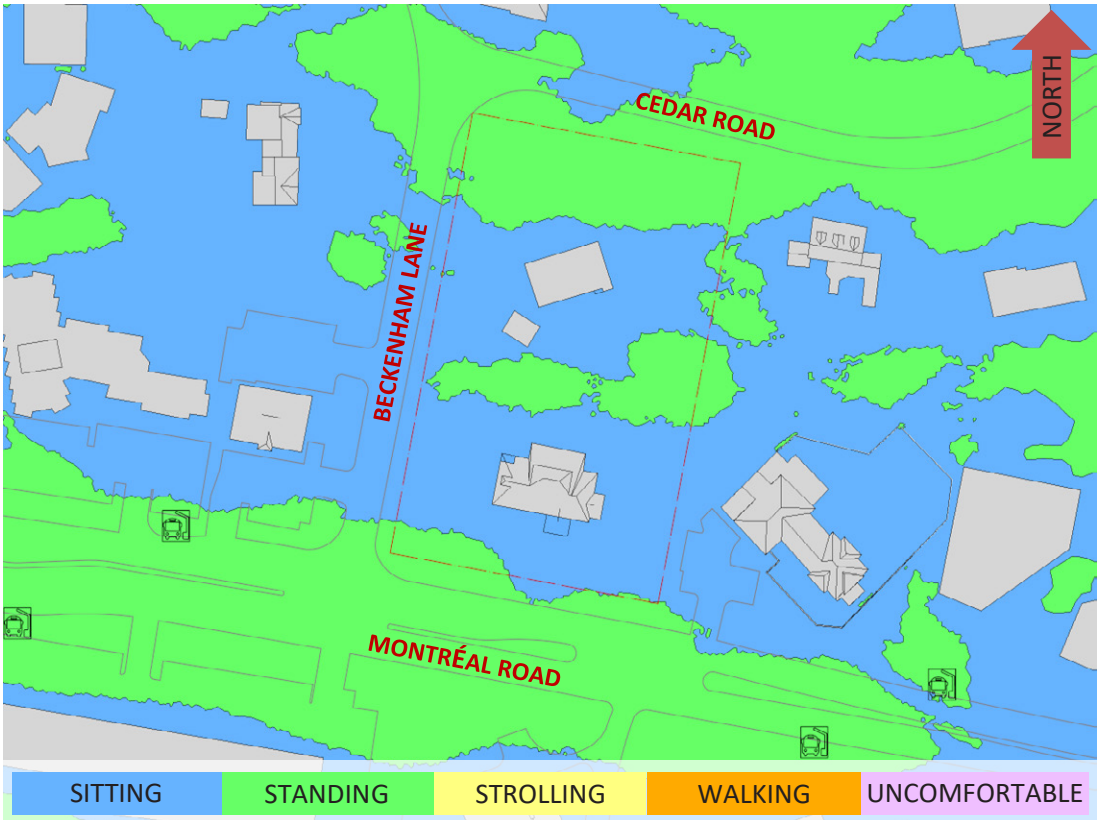 NORTH
CEDAR ROAD
BECKENHAM LANE
MONTRÉAL ROAD
SITTING
STANDING
STROLLING
WALKING
UNCOMFORTABLE